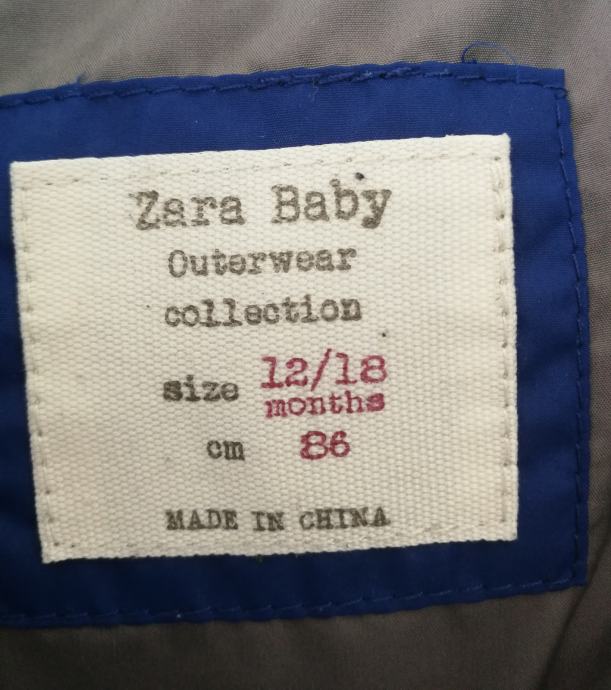 Zara Baby
Outerwear
collection
size 12/18
months
cm 86
MADE IN CHINA